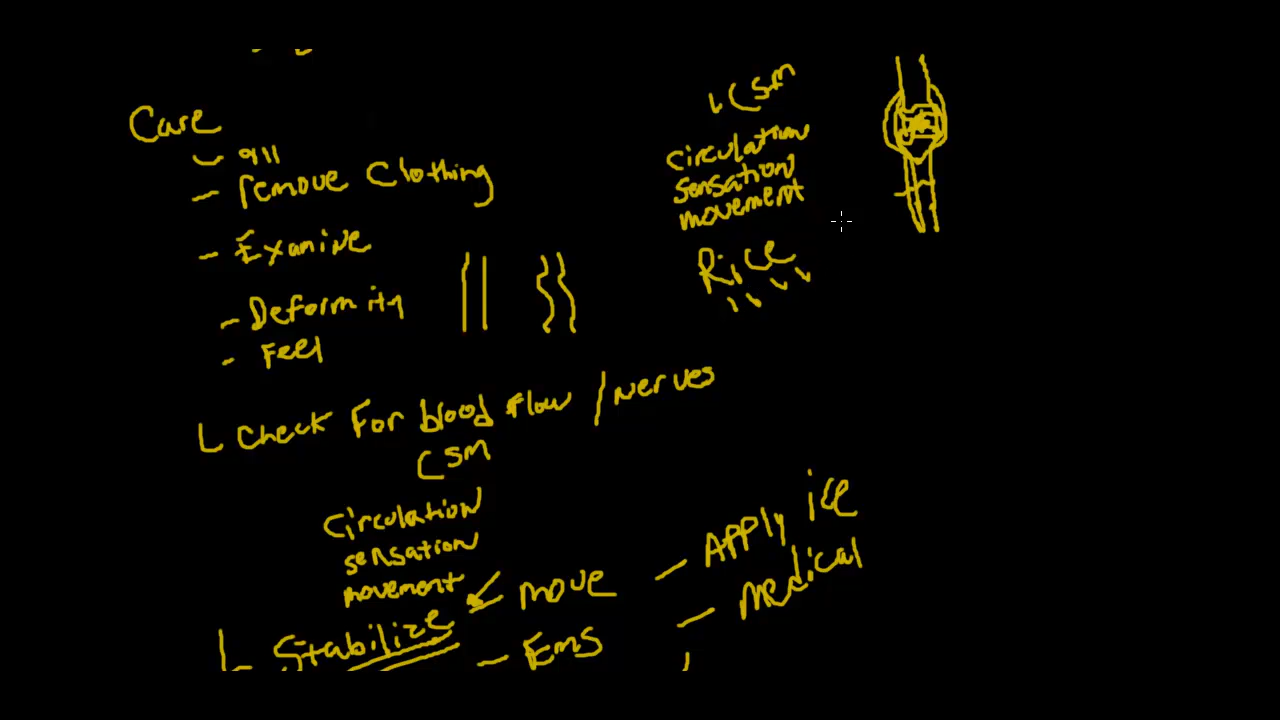 Care
- 911
- remove clothing
- Examine
- Deformity
- Feel
Check For blood flow / nerves
CSM
circulation
sensation
movement
Stabilize
- move
- EMS
- Apply ice
- medical
CSM
circulation
sensation
movement
Rice